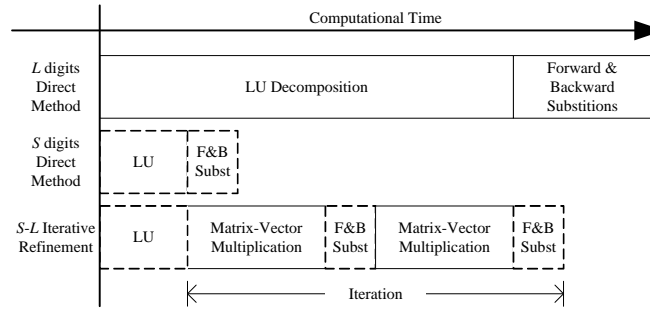 Computational Time
L digits
Direct
Method
LU Decomposition
Forward &
Backward
Substitions
S digits
Direct
Method
LU
F&B
Subst
S-L Iterative
Refinement
LU
Matrix-Vector
Multiplication
F&B
Subst
Matrix-Vector
Multiplication
F&B
Subst
Iteration